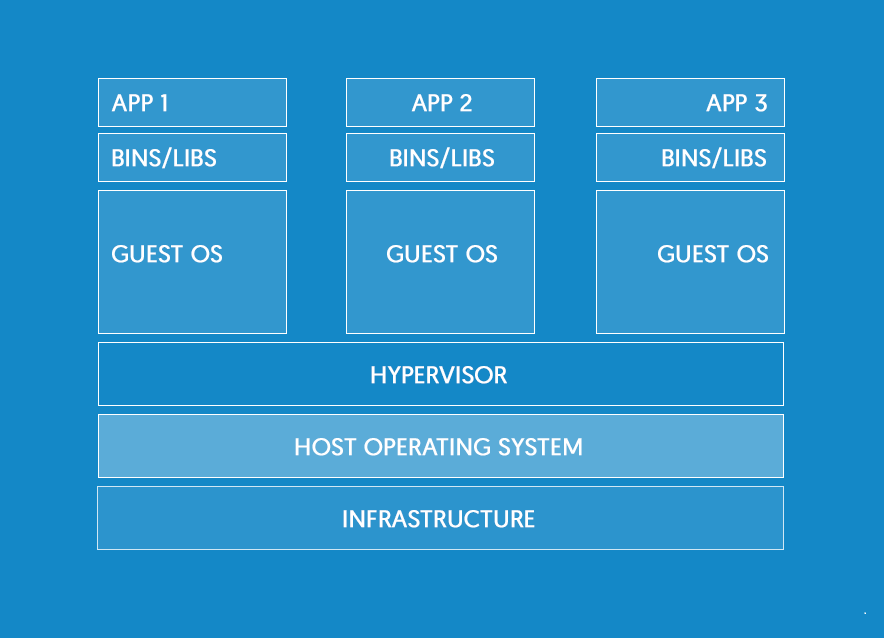 APP 1
APP 2
APP 3
BINS/LIBS
BINS/LIBS
BINS/LIBS
GUEST OS
GUEST OS
GUEST OS
HYPERVISOR
HOST OPERATING SYSTEM
INFRASTRUCTURE